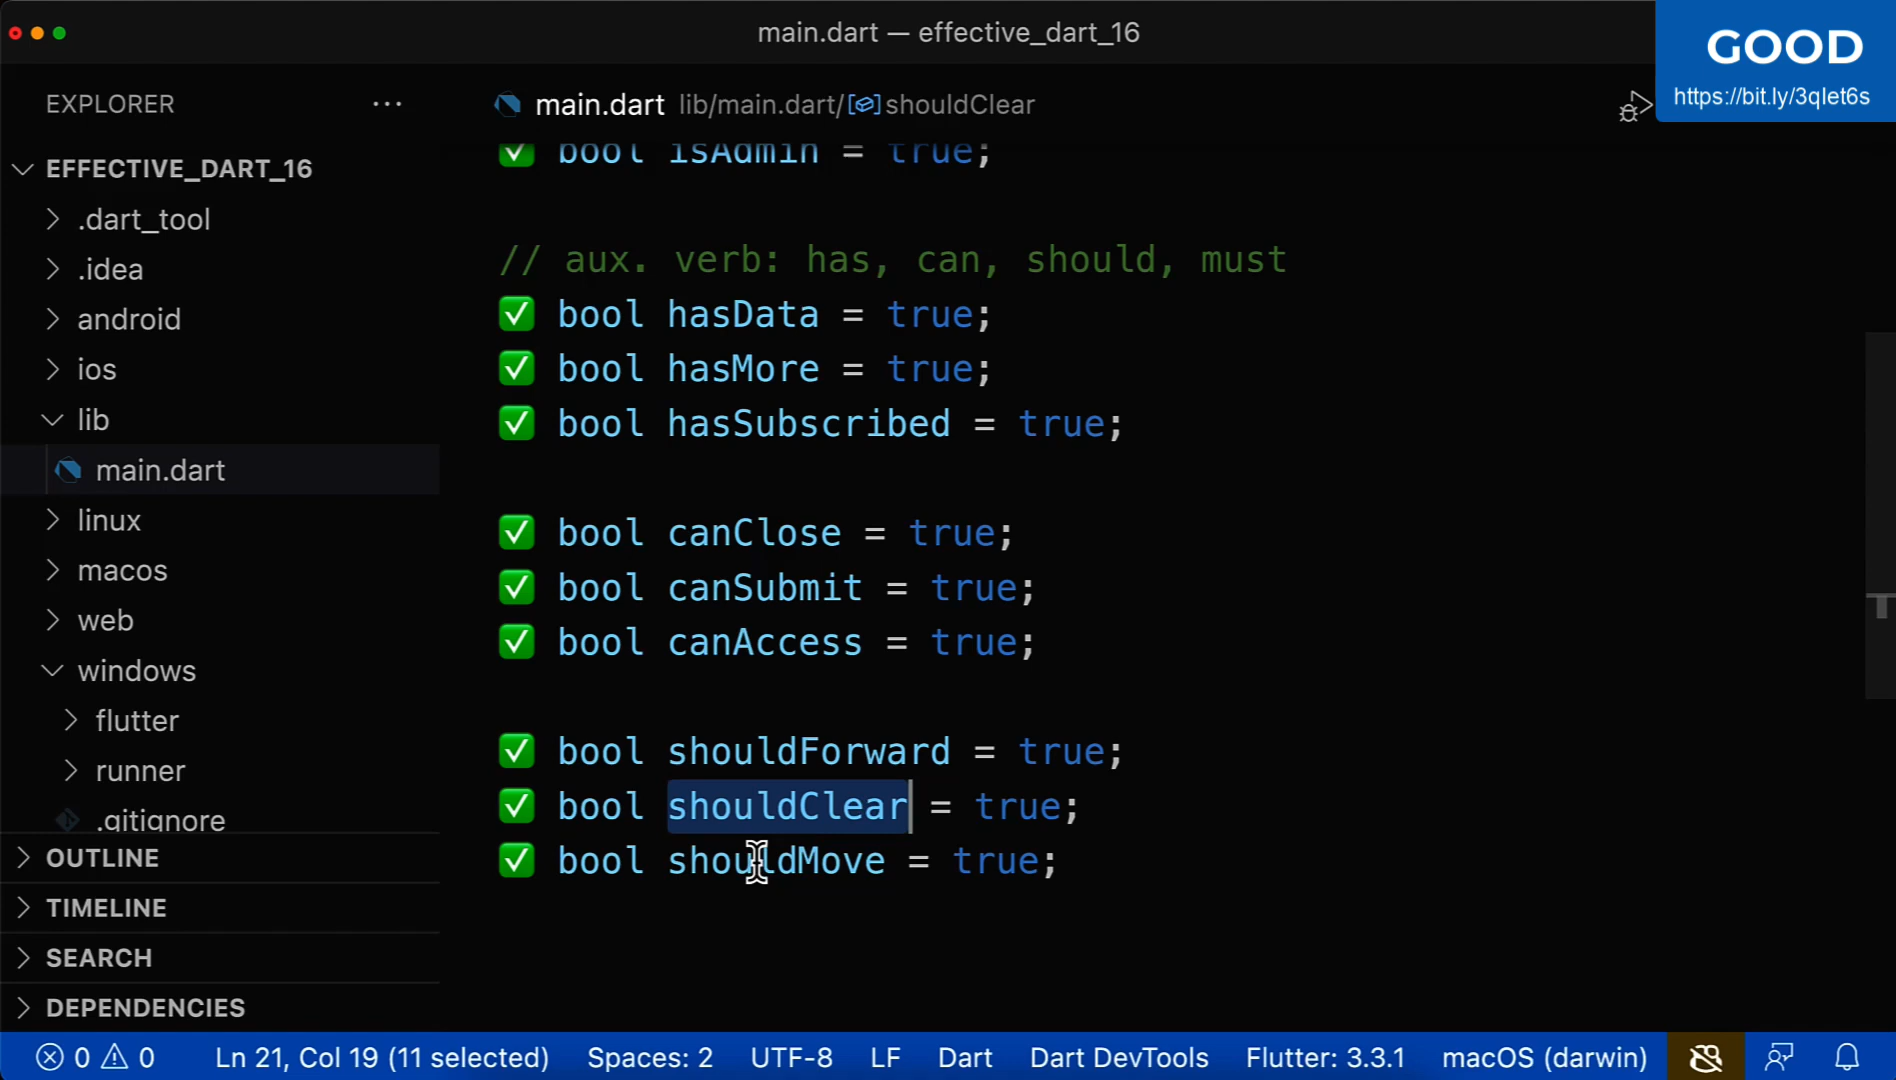 main.dart — effective_dart_16
GOOD
https://bit.ly/3qIet6s
EXPLORER
main.dart lib/main.dart/ shouldClear
EFFECTIVE_DART_16
.dart_tool
.idea
android
ios
lib
main.dart
linux
macos
web
windows
flutter
runner
.gitignore
OUTLINE
TIMELINE
SEARCH
DEPENDENCIES
✅ bool isAdmin = true;
// aux. verb: has, can, should, must
✅ bool hasData = true;
✅ bool hasMore = true;
✅ bool hasSubscribed = true;
✅ bool canClose = true;
✅ bool canSubmit = true;
✅ bool canAccess = true;
✅ bool shouldForward = true;
✅ bool shouldClear = true;
✅ bool shouldMove = true;
0 0 Ln 21, Col 19 (11 selected) Spaces: 2 UTF-8 LF Dart Dart DevTools Flutter: 3.3.1 macOS (darwin)